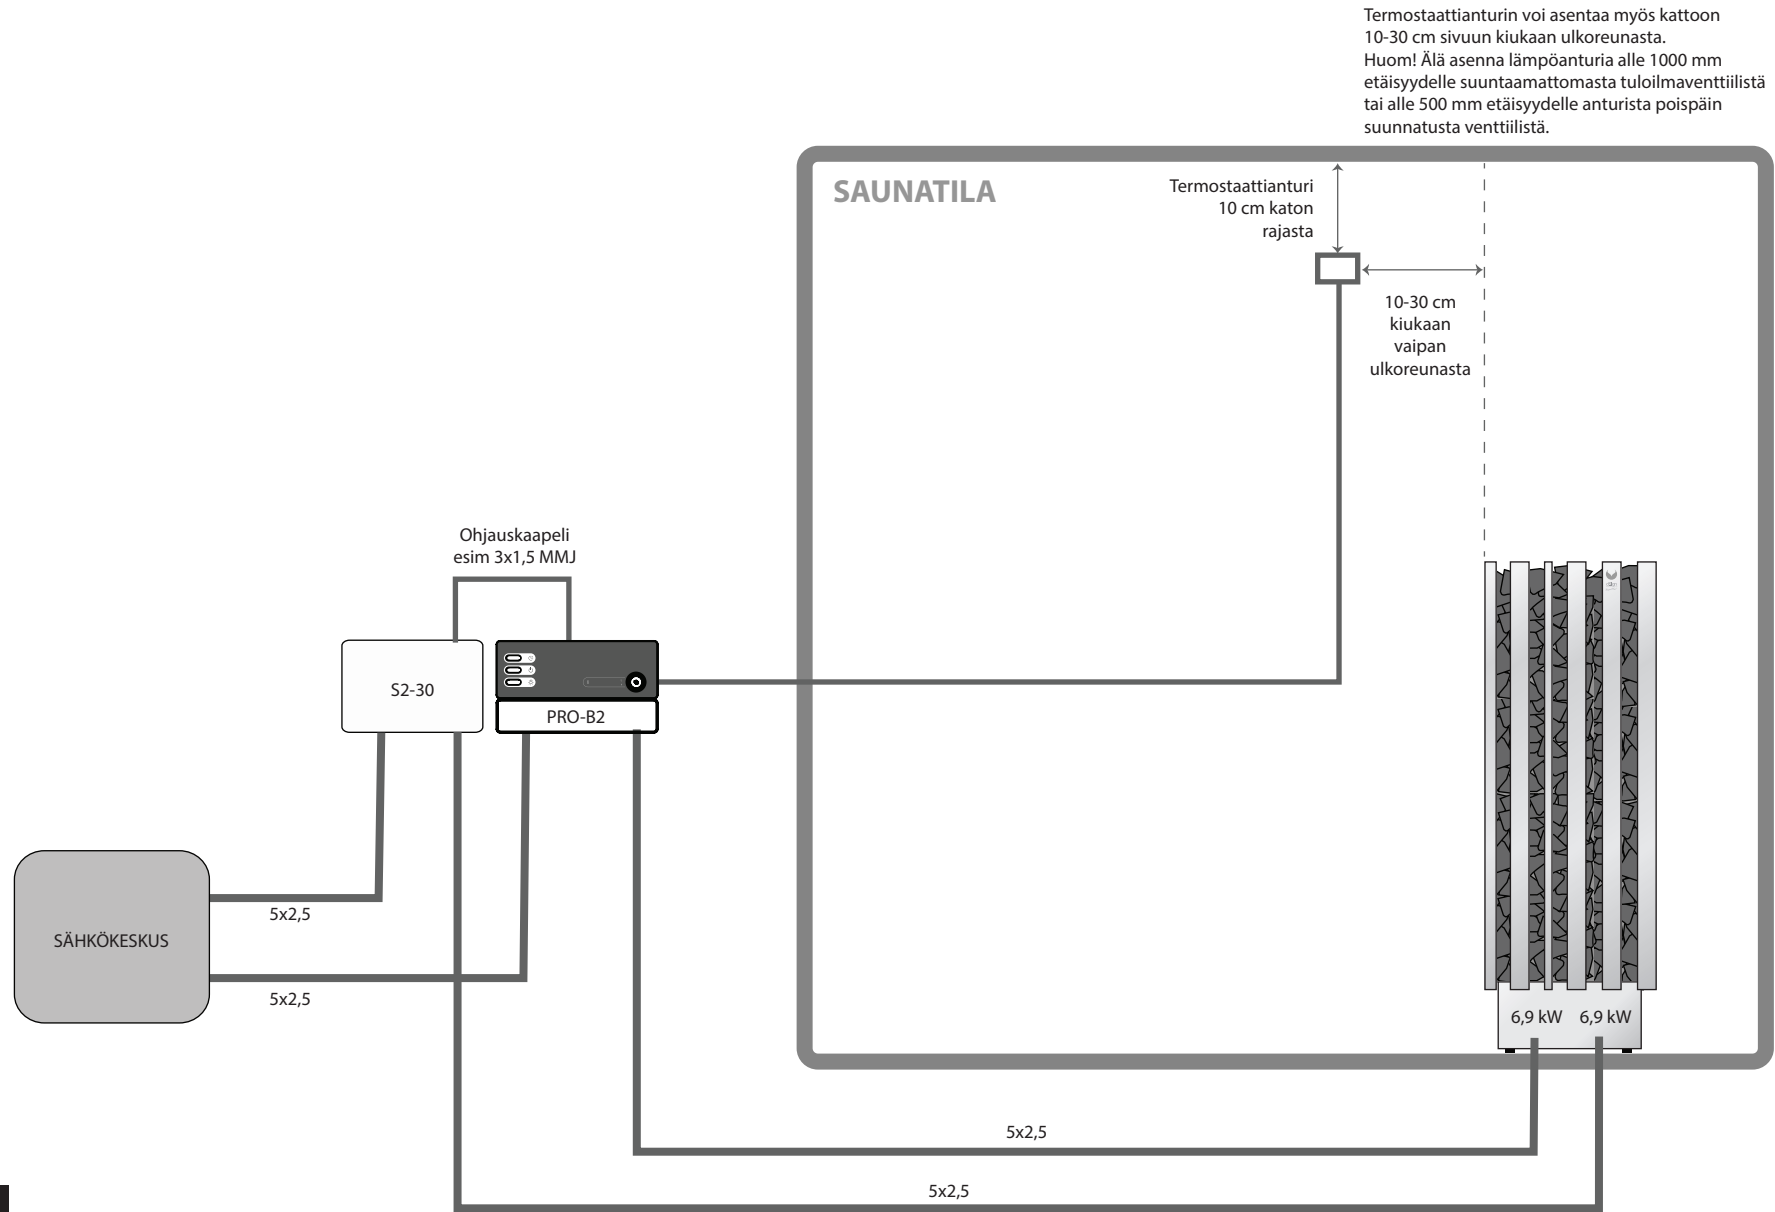 Termostaattianturin voi asentaa myös kattoon
10-30 cm sivuun kiukaan ulkoreunasta.
Huom! Älä asenna lämpöanturia alle 1000 mm
etäisyydelle suuntaamattomasta tuloilmaventtiilistä
tai alle 500 mm etäisyydelle anturista poispäin
suunnatusta venttiilistä.
SAUNATILA
Termostaattianturi
10 cm katon
rajasta
10-30 cm
kiukaan
vaipan
ulkoreunasta
Ohjauskaapeli
esim 3x1,5 MMJ
S2-30
PRO-B2
5x2,5
SÄHKÖKESKUS
5x2,5
6,9 kW 6,9 kW
5x2,5
5x2,5